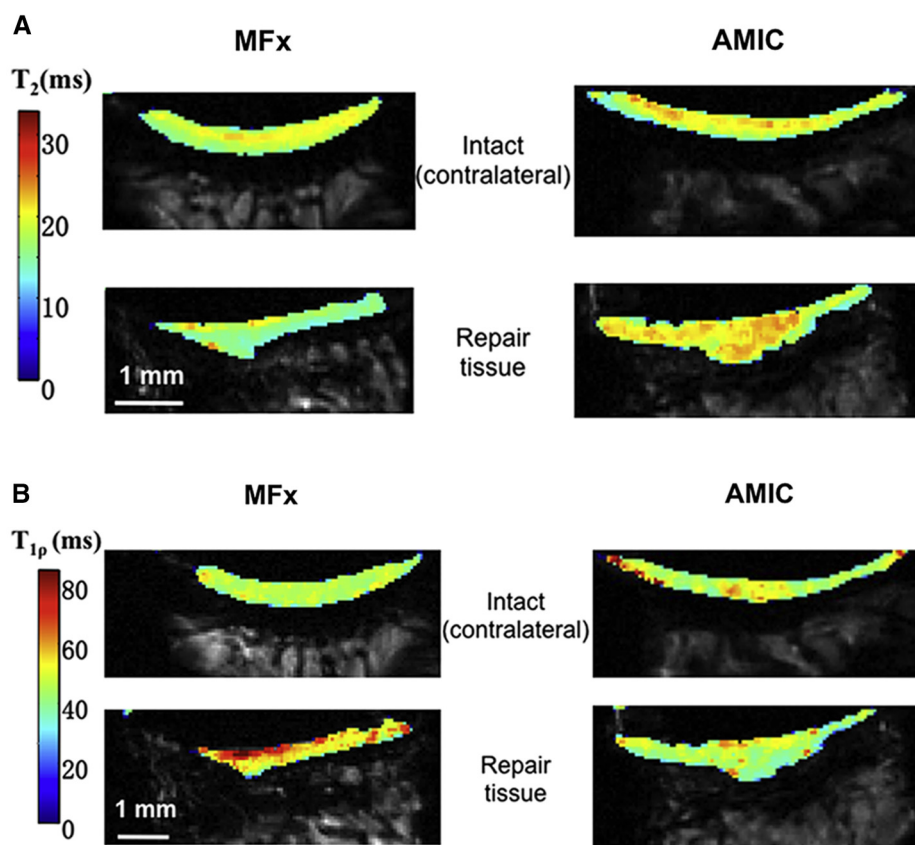 A
MFx
AMIC
T2(ms)
30
20
10
0
Intact
(contralateral)
Repair
tissue
1 mm
B
MFx
AMIC
T1ρ (ms)
80
60
40
20
0
Intact
(contralateral)
Repair
tissue
1 mm